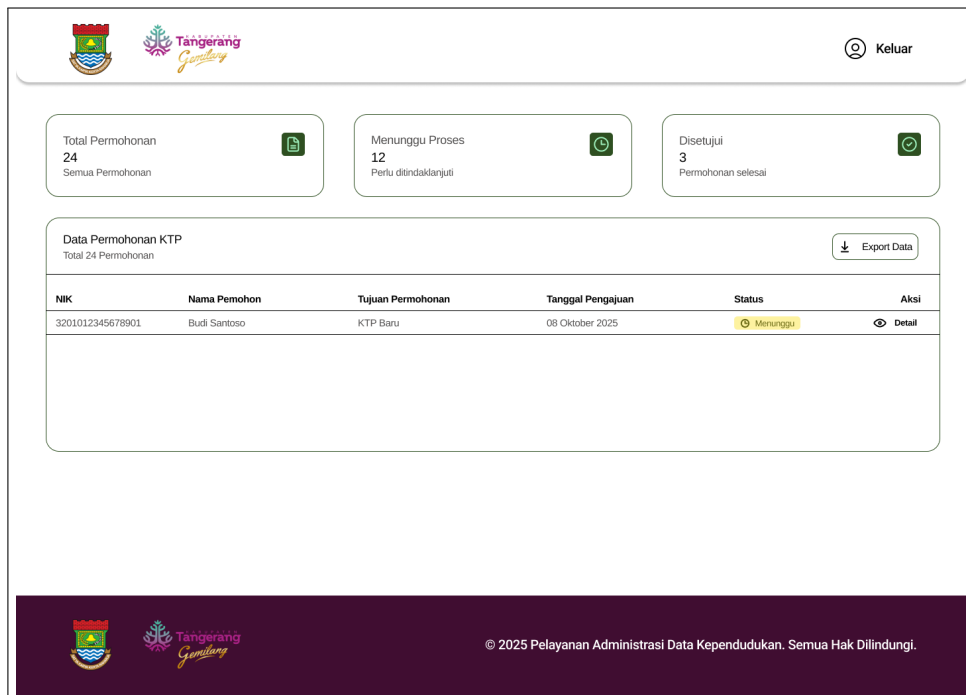 KABUPATEN
Tangerang
Gemilang
Keluar
Total Permohonan
24
Semua Permohonan
Menunggu Proses
12
Perlu ditindaklanjuti
Disetujui
3
Permohonan selesai
Data Permohonan KTP
Total 24 Permohonan
Export Data
NIK Nama Pemohon Tujuan Permohonan Tanggal Pengajuan Status Aksi
3201012345678901 Budi Santoso KTP Baru 08 Oktober 2025 Menunggu Detail
KABUPATEN
Tangerang
Gemilang
© 2025 Pelayanan Administrasi Data Kependudukan. Semua Hak Dilindungi.